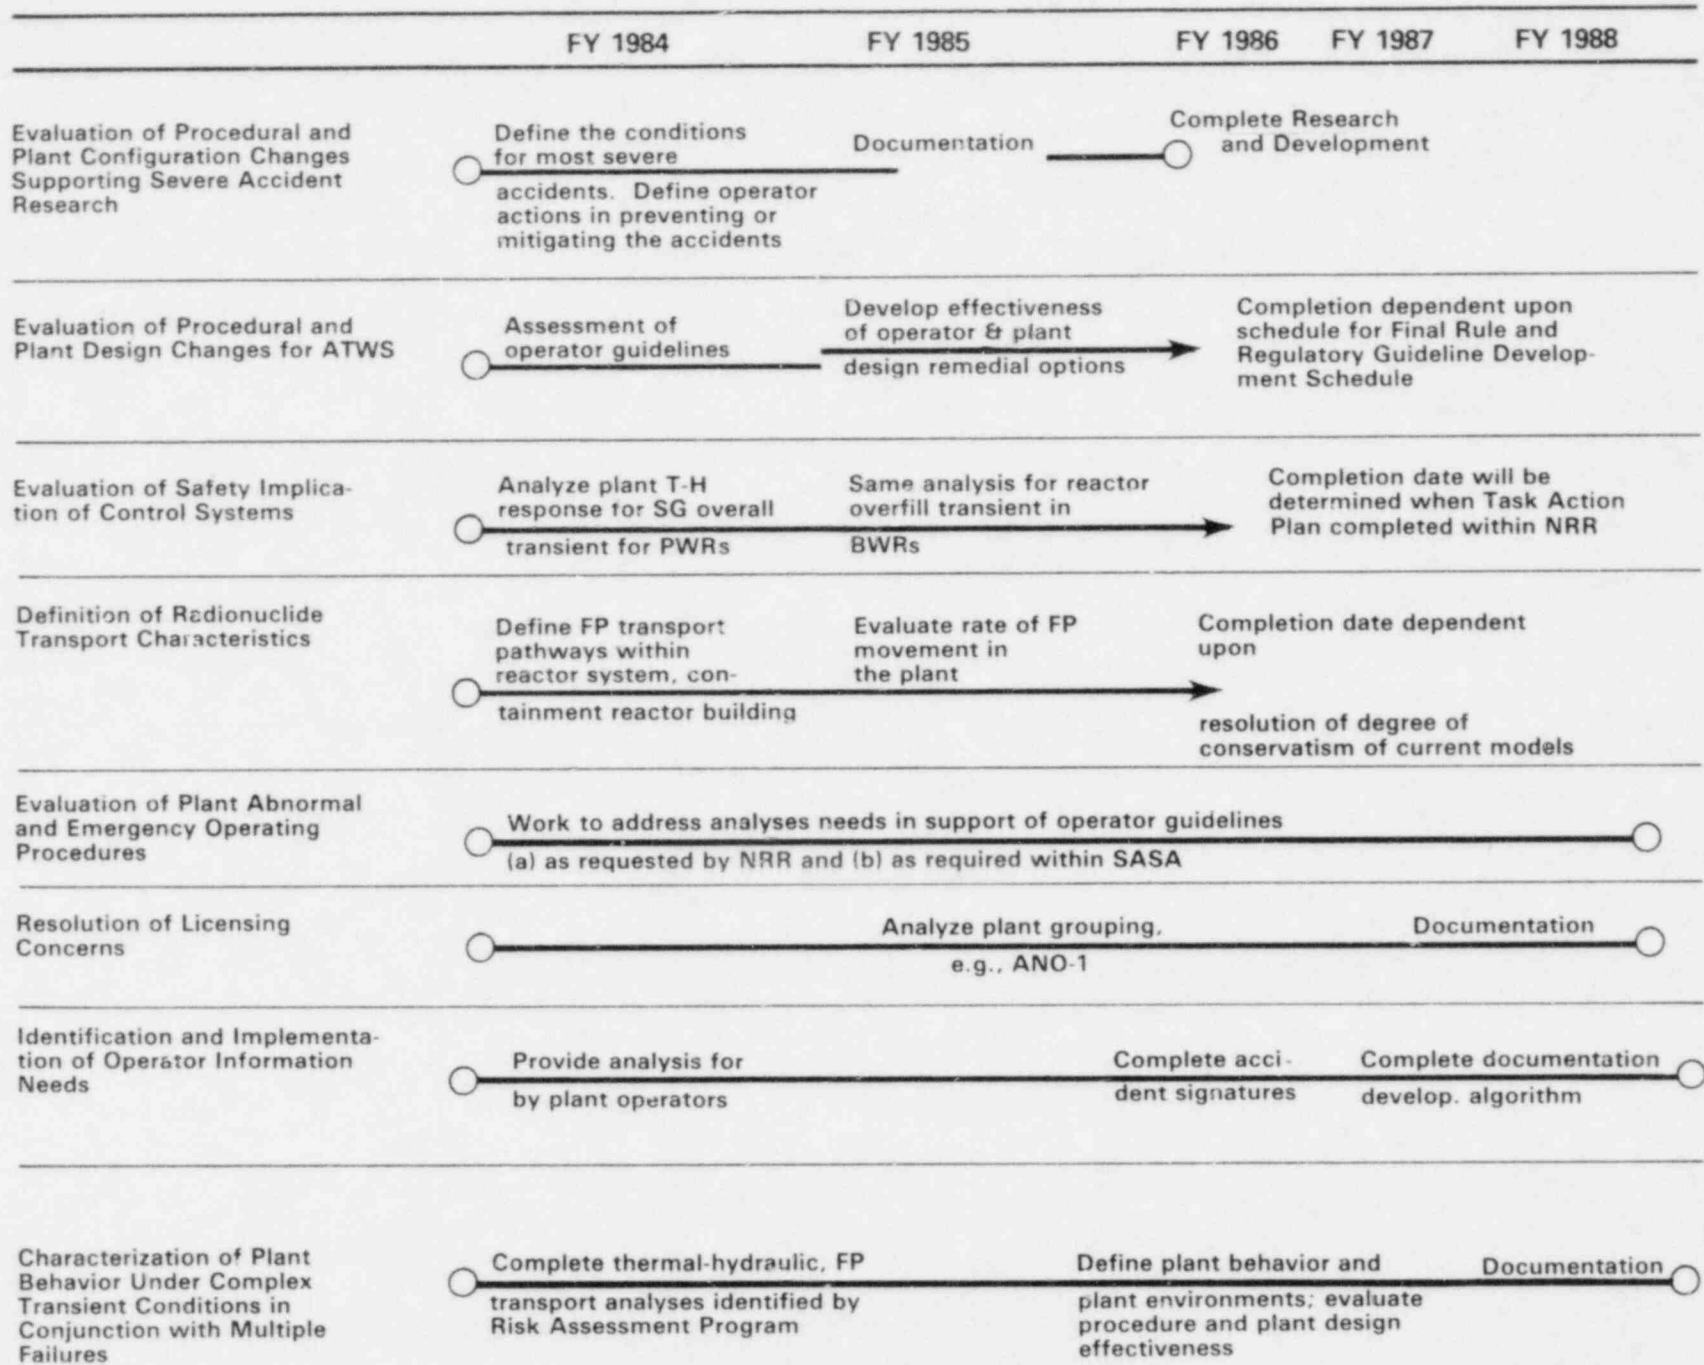 FY 1984 FY 1985 FY 1986 FY 1987 FY 1988
Evaluation of Procedural and
Plant Configuration Changes
Supporting Severe Accident
Research
Define the conditions
for most severe
accidents. Define operator
actions in preventing or
mitigating the accidents
Documentation
Complete Research
and Development
Evaluation of Procedural and
Plant Design Changes for ATWS
Assessment of
operator guidelines
Develop effectiveness
of operator & plant
design remedial options
Completion dependent upon
schedule for Final Rule and
Regulatory Guideline Develop-
ment Schedule
Evaluation of Safety Implica-
tion of Control Systems
Analyze plant T-H
response for SG overall
transient for PWRs
Same analysis for reactor
overfill transient in
BWRs
Completion date will be
determined when Task Action
Plan completed within NRR
Definition of Radionuclide
Transport Characteristics
Define FP transport
pathways within
reactor system, con-
tainment reactor building
Evaluate rate of FP
movement in
the plant
Completion date dependent
upon
resolution of degree of
conservatism of current models
Evaluation of Plant Abnormal
and Emergency Operating
Procedures
Work to address analyses needs in support of operator guidelines
(a) as requested by NRR and (b) as required within SASA
Resolution of Licensing
Concerns
Analyze plant grouping,
e.g., ANO-1
Documentation
Identification and Implementa-
tion of Operator Information
Needs
Provide analysis for
by plant operators
Complete acci-
dent signatures
Complete documentation
develop. algorithm
Characterization of Plant
Behavior Under Complex
Transient Conditions in
Conjunction with Multiple
Failures
Complete thermal-hydraulic, FP
transport analyses identified by
Risk Assessment Program
Define plant behavior and
plant environments; evaluate
procedure and plant design
effectiveness
Documentation